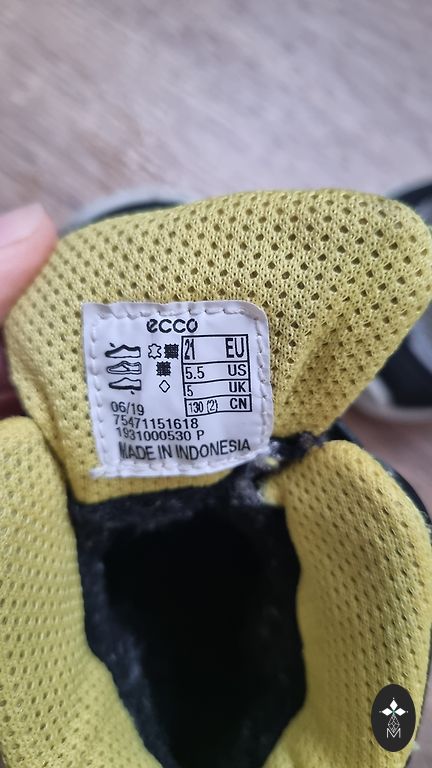 ecco
21 EU
5.5 US
5 UK
130 (2) CN
06/19
75471151618
1931000530 P
MADE IN INDONESIA
M